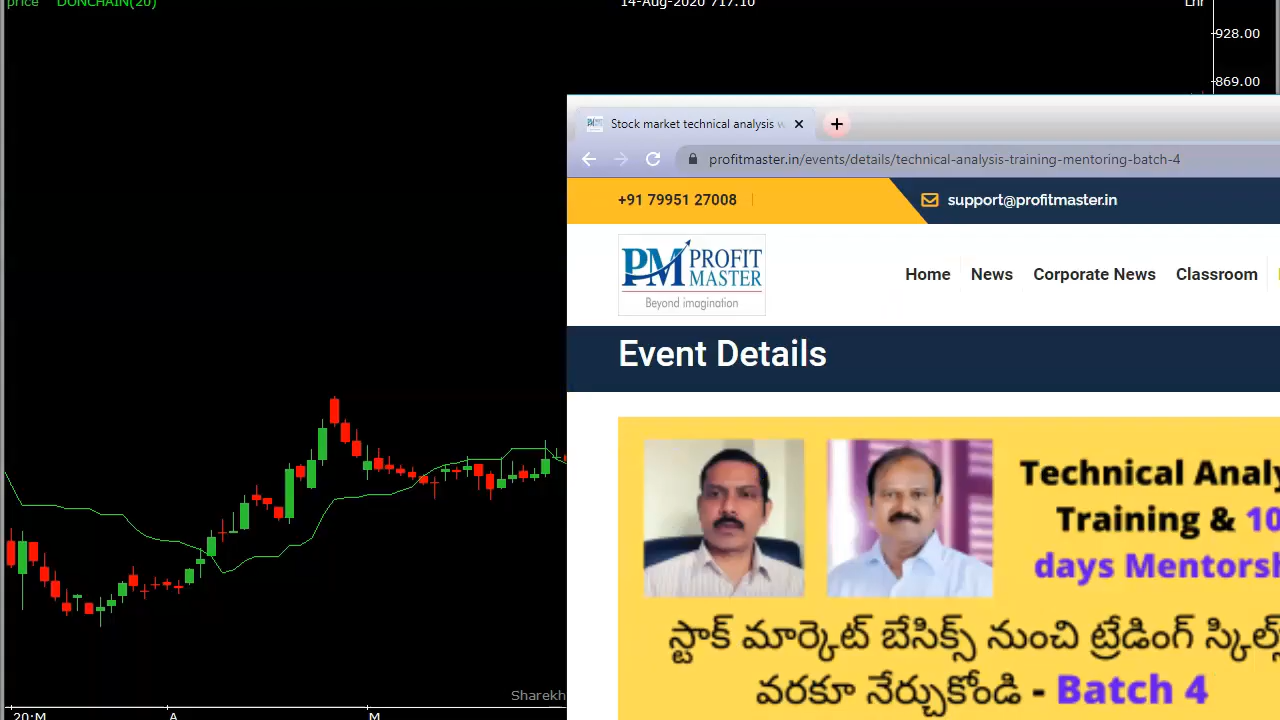 price DONCHAIN(20)
14-Aug-2020 717.10
928.00
869.00
Stock market technical analysis
profitmaster.in/events/details/technical-analysis-training-mentoring-batch-4
+91 79951 27008
support@profitmaster.in
PM PROFIT MASTER
Beyond imagination
Home News Corporate News Classroom
Event Details
Technical
Training & 10
days
స్టాక్ మార్కెట్ బేసిక్స్ నుంచి ట్రేడింగ్ స్కిల్స్
వరకూ నేర్చుకోండి - Batch 4
Sharekh
20:M A M